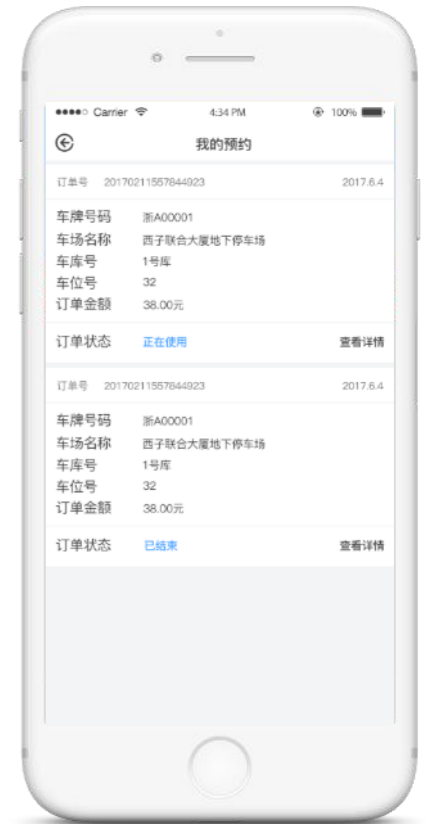 Carrier 4:34 PM 100%
我的预约
订单号 20170211557844923 2017.6.4
车牌号码 浙A00001
车场名称 西子联合大厦地下停车场
车库号 1号库
车位号 32
订单金额 38.00元
订单状态 正在使用 查看详情
订单号 20170211557844923 2017.6.4
车牌号码 浙A00001
车场名称 西子联合大厦地下停车场
车库号 1号库
车位号 32
订单金额 38.00元
订单状态 已结束 查看详情